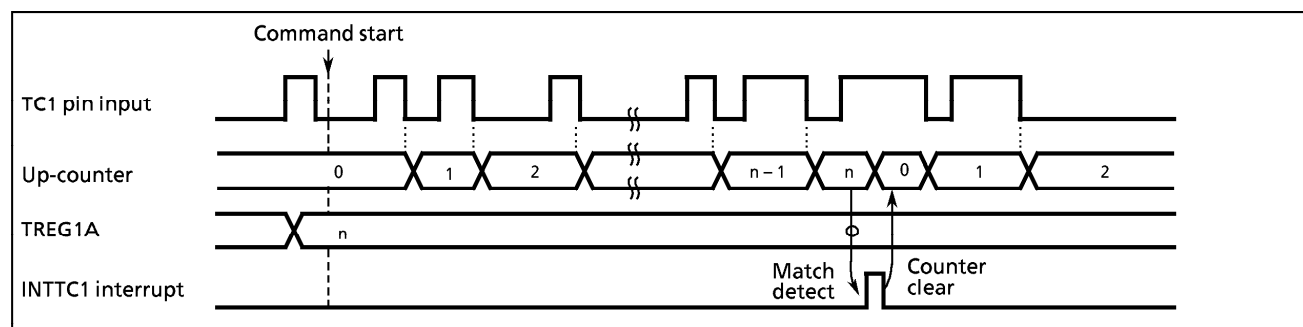 Command start
TC1 pin input
Up-counter 0 1 2 n – 1 n 0 1 2
TREG1A n
Match detect
Counter clear
INTTC1 interrupt